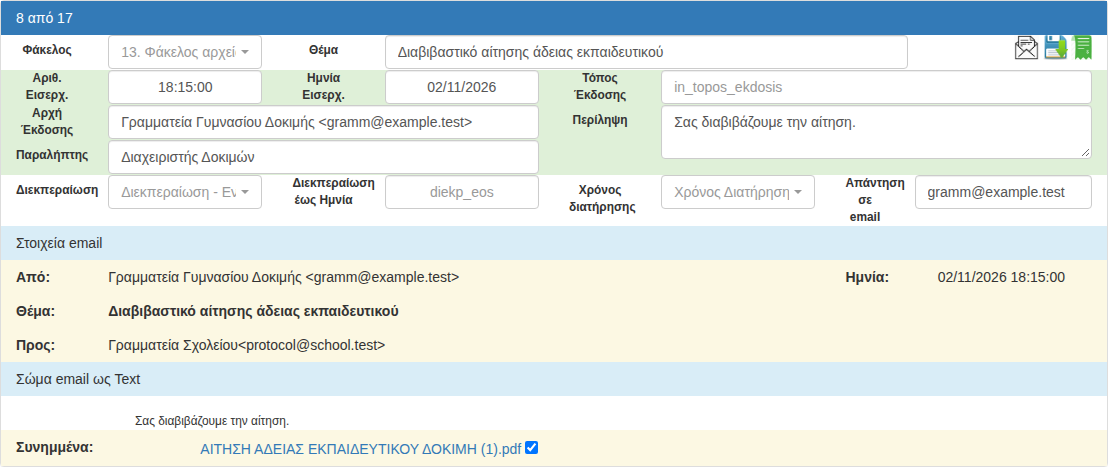 8 από 17
Φάκελος 13. Φάκελος αρχεί Θέμα Διαβιβαστικό αίτησης άδειας εκπαιδευτικού
Αριθ. Εισερχ. 18:15:00 Ημνία Εισερχ. 02/11/2026 Τόπος Έκδοσης in_topos_ekdosis
Αρχή Έκδοσης Γραμματεία Γυμνασίου Δοκιμής <gramm@example.test> Περίληψη Σας διαβιβάζουμε την αίτηση.
Παραλήπτης Διαχειριστής Δοκιμών
Διεκπεραίωση Διεκπεραίωση - Εν Διεκπεραίωση έως Ημνία diekp_eos Χρόνος διατήρησης Χρόνος Διατήρηση Απάντηση σε email gramm@example.test
Στοιχεία email
Από: Γραμματεία Γυμνασίου Δοκιμής <gramm@example.test> Ημνία: 02/11/2026 18:15:00
Θέμα: Διαβιβαστικό αίτησης άδειας εκπαιδευτικού
Προς: Γραμματεία Σχολείου<protocol@school.test>
Σώμα email ως Text
Σας διαβιβάζουμε την αίτηση.
Συνημμένα: ΑΙΤΗΣΗ ΑΔΕΙΑΣ ΕΚΠΑΙΔΕΥΤΙΚΟΥ ΔΟΚΙΜΗ (1).pdf